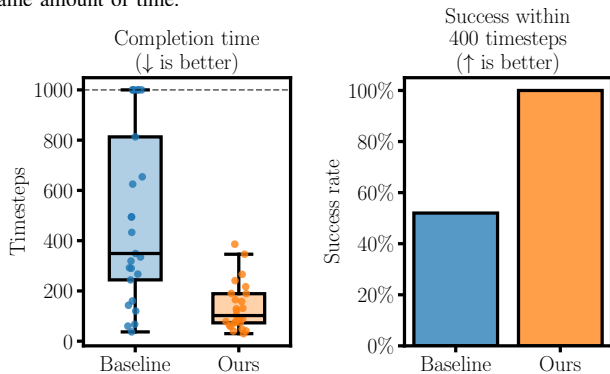 ame amount of time.
Completion time
(↓ is better)
1000
800
600
400
200
0
Timesteps
Baseline
Ours
Success within
400 timesteps
(↑ is better)
100%
80%
60%
40%
20%
0%
Success rate
Baseline
Ours